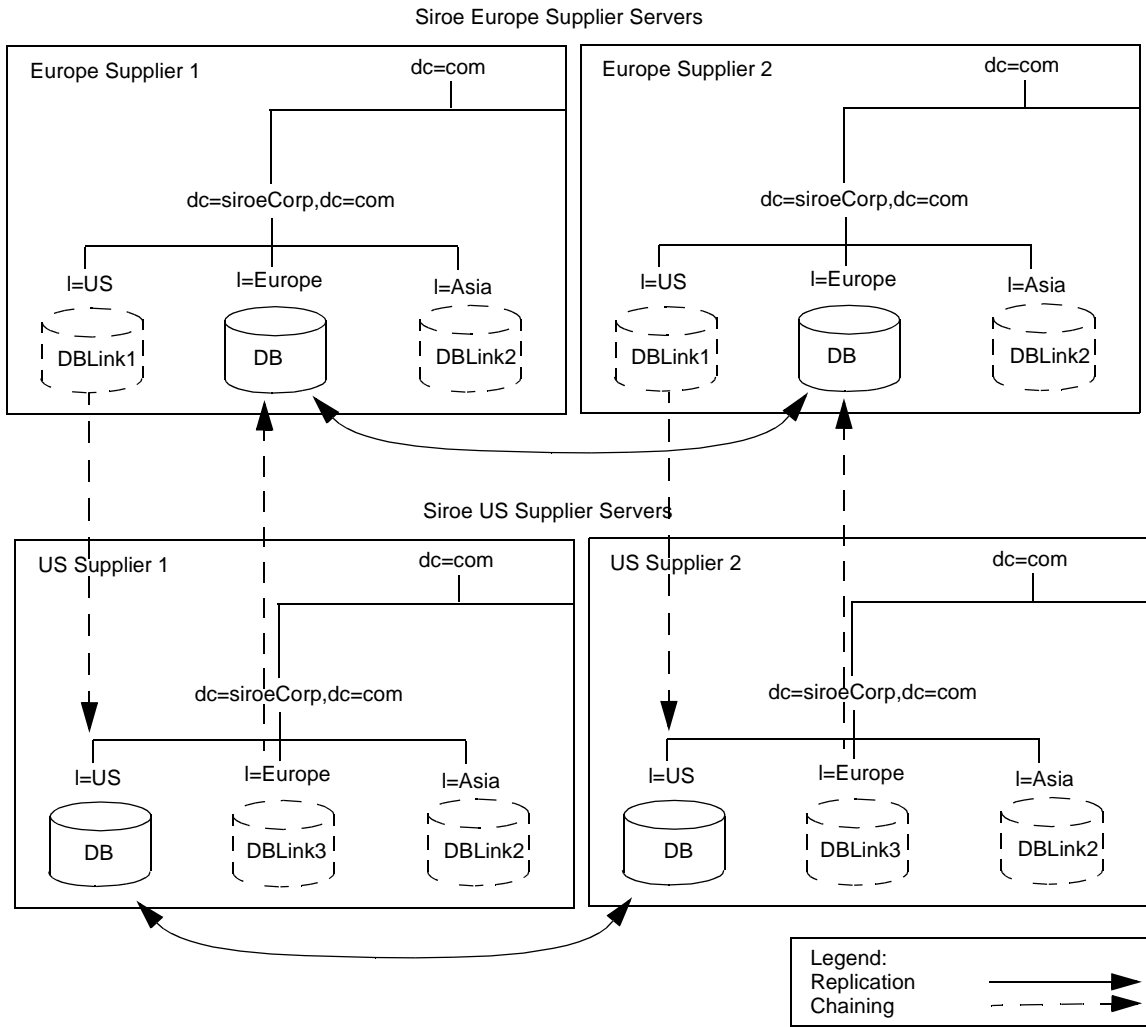 Siroe Europe Supplier Servers
Europe Supplier 1
dc=com
dc=siroeCorp,dc=com
l=US
l=Europe
l=Asia
DBLink1
DB
DBLink2
Europe Supplier 2
dc=com
dc=siroeCorp,dc=com
l=US
l=Europe
l=Asia
DBLink1
DB
DBLink2
Siroe US Supplier Servers
US Supplier 1
dc=com
dc=siroeCorp,dc=com
l=US
l=Europe
l=Asia
DB
DBLink3
DBLink2
US Supplier 2
dc=com
dc=siroeCorp,dc=com
l=US
l=Europe
l=Asia
DB
DBLink3
DBLink2
Legend:
Replication
Chaining